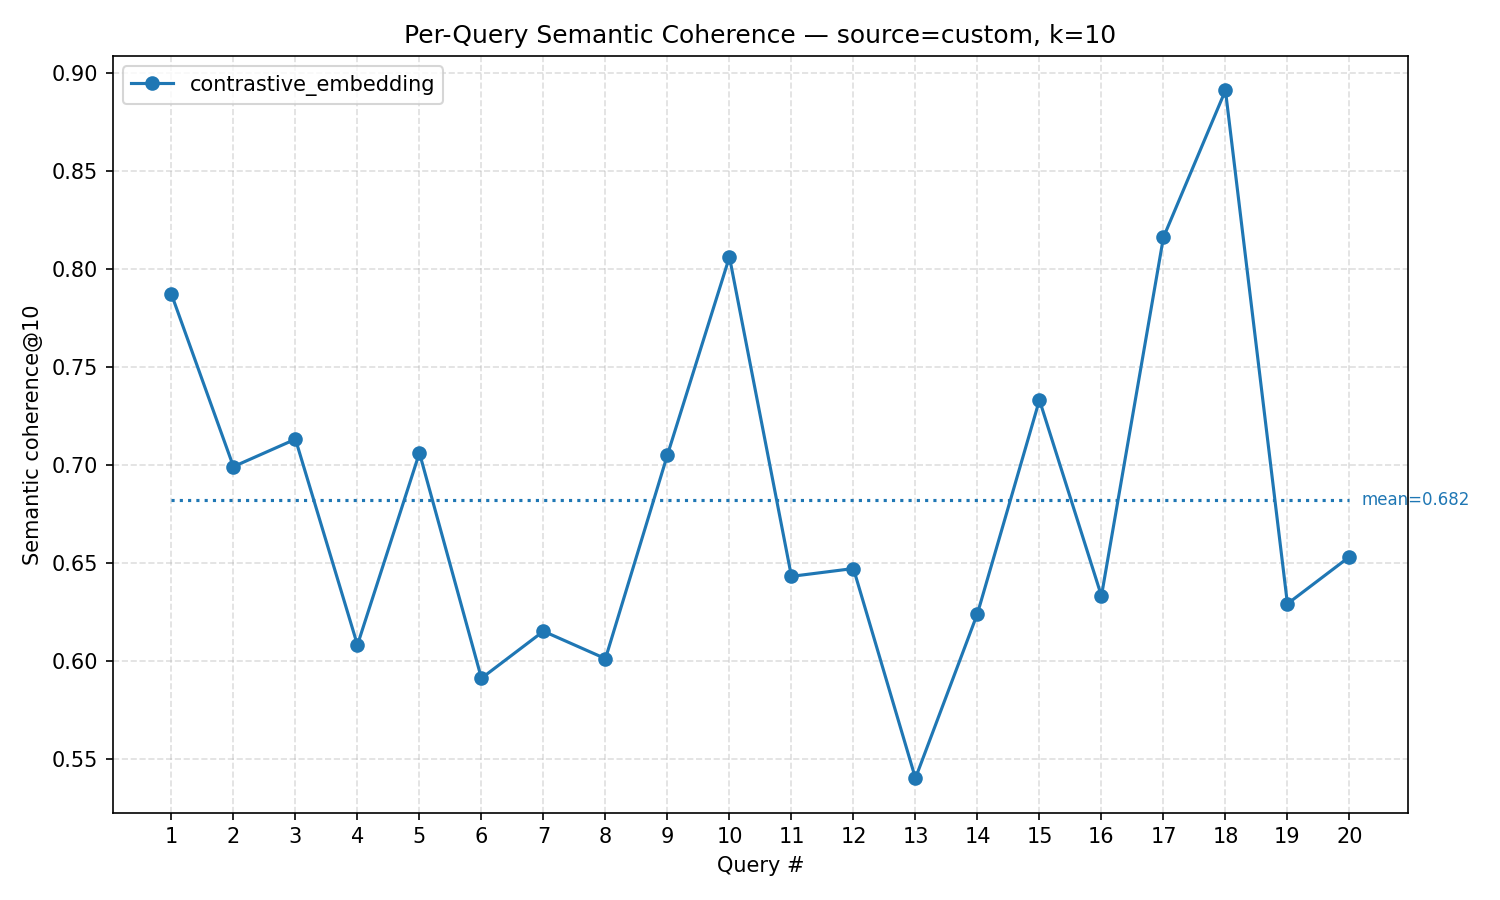 Per-Query Semantic Coherence — source=custom, k=10
contrastive_embedding
Semantic coherence@10
0.90
0.85
0.80
0.75
0.70
0.65
0.60
0.55
mean=0.682
1 2 3 4 5 6 7 8 9 10 11 12 13 14 15 16 17 18 19 20
Query #